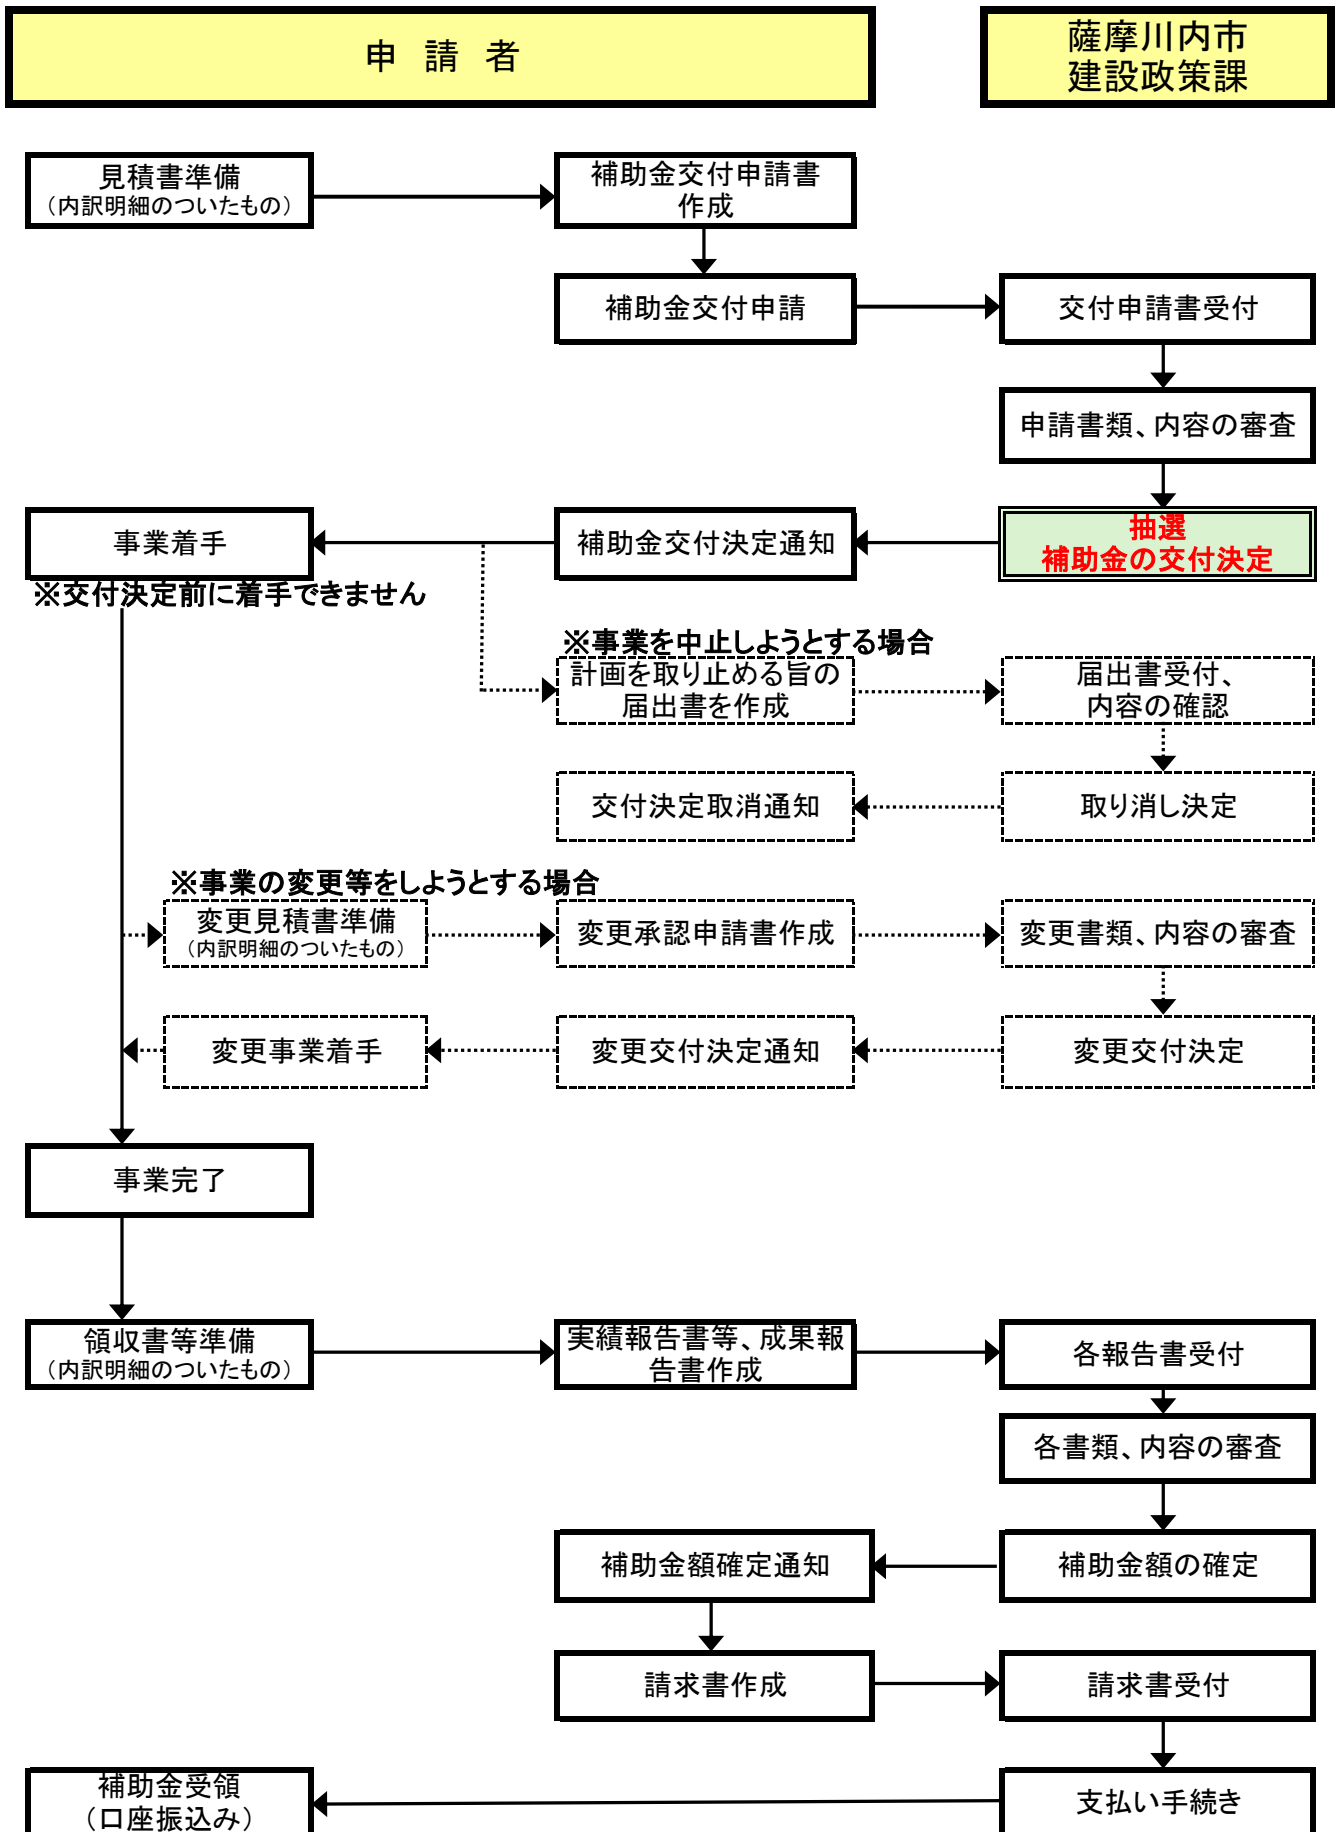 申 請 者
薩摩川内市
建設政策課
見積書準備
（内訳明細のついたもの）
補助金交付申請書
作成
補助金交付申請
交付申請書受付
申請書類、内容の審査
抽選
補助金の交付決定
補助金交付決定通知
事業着手
※交付決定前に着手できません
※事業を中止しようとする場合
計画を取り止める旨の
届出書を作成
届出書受付、
内容の確認
取り消し決定
交付決定取消通知
※事業の変更等をしようとする場合
変更見積書準備
（内訳明細のついたもの）
変更承認申請書作成
変更書類、内容の審査
変更交付決定
変更交付決定通知
変更事業着手
事業完了
領収書等準備
（内訳明細のついたもの）
実績報告書等、成果報
告書作成
各報告書受付
各書類、内容の審査
補助金額の確定
補助金額確定通知
請求書作成
請求書受付
支払い手続き
補助金受領
（口座振込み）